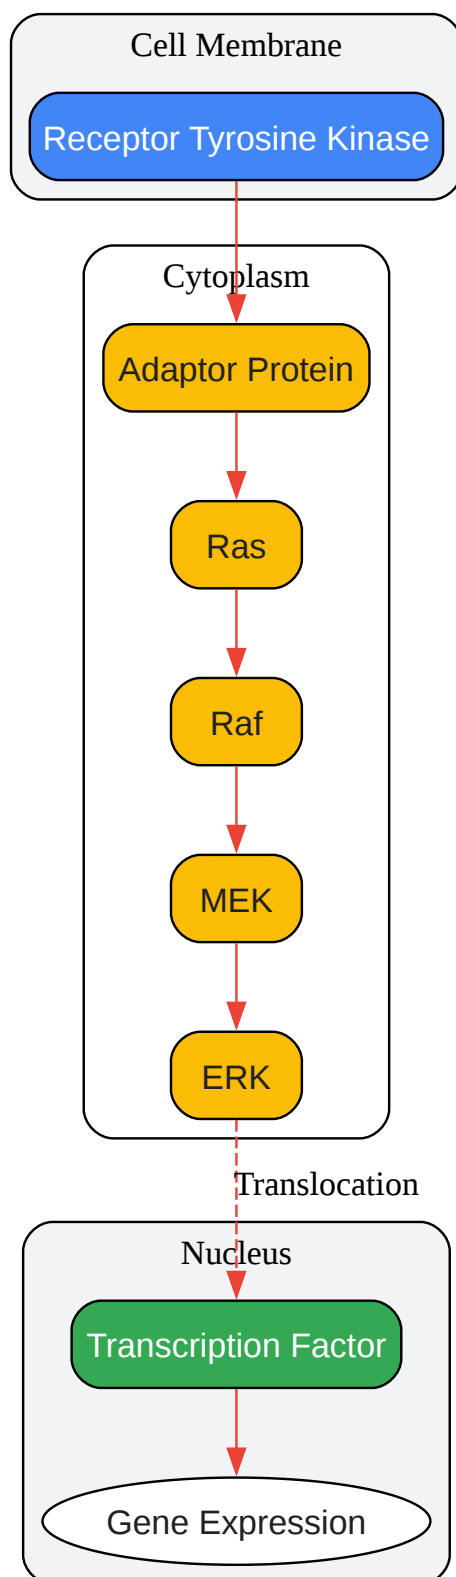 Cell Membrane
Receptor Tyrosine Kinase
Cytoplasm
Adaptor Protein
Ras
Raf
MEK
ERK
Translocation
Nucleus
Transcription Factor
Gene Expression